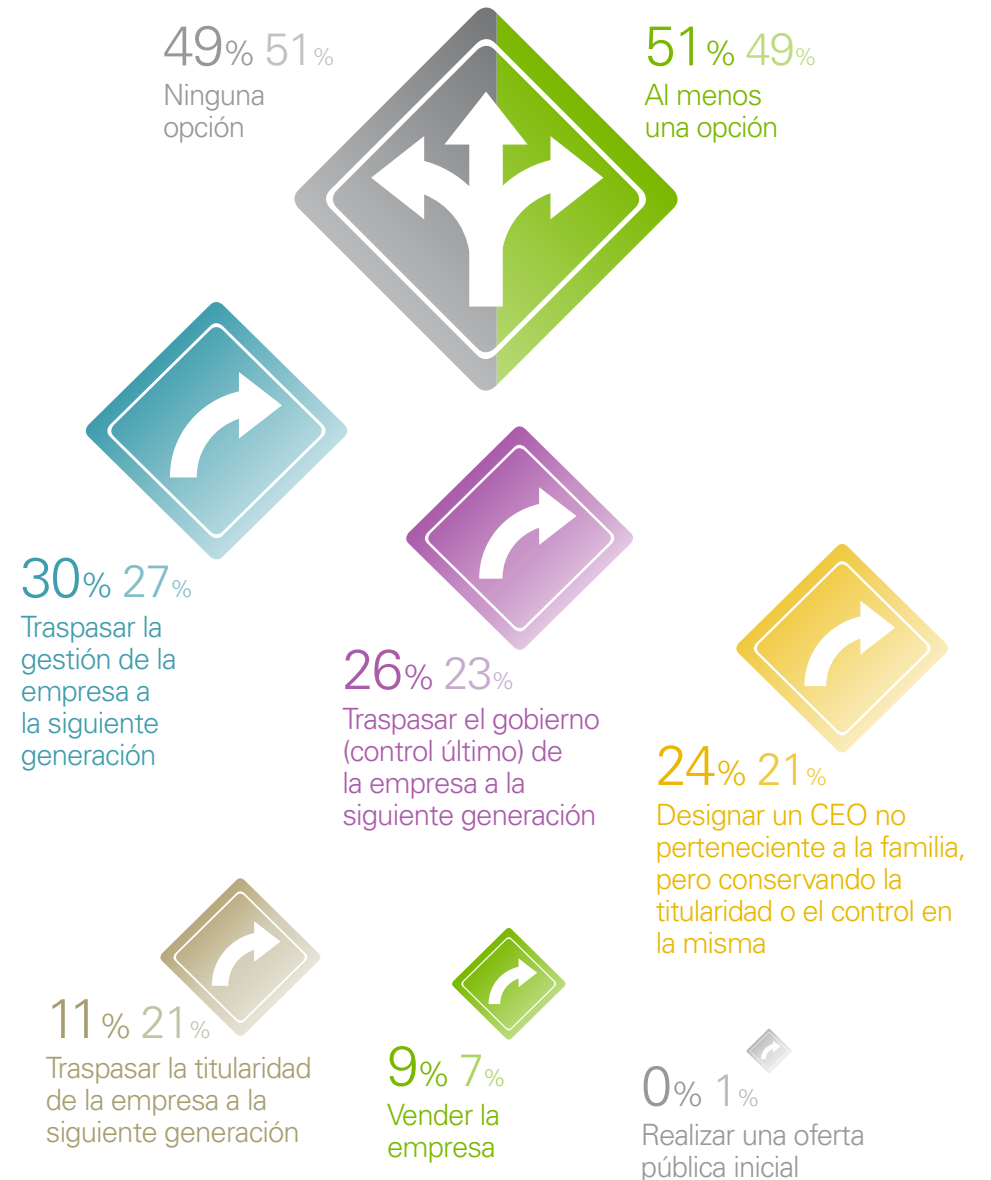 49% 51%
Ninguna
opción
51% 49%
Al menos
una opción
30% 27%
Traspasar la
gestión de la
empresa a
la siguiente
generación
26% 23%
Traspasar el gobierno
(control último) de
la empresa a la
siguiente generación
24% 21%
Designar un CEO no
perteneciente a la familia,
pero conservando la
titularidad o el control en
la misma
11% 21%
Traspasar la titularidad
de la empresa a la
siguiente generación
9% 7%
Vender la
empresa
0% 1%
Realizar una oferta
pública inicial